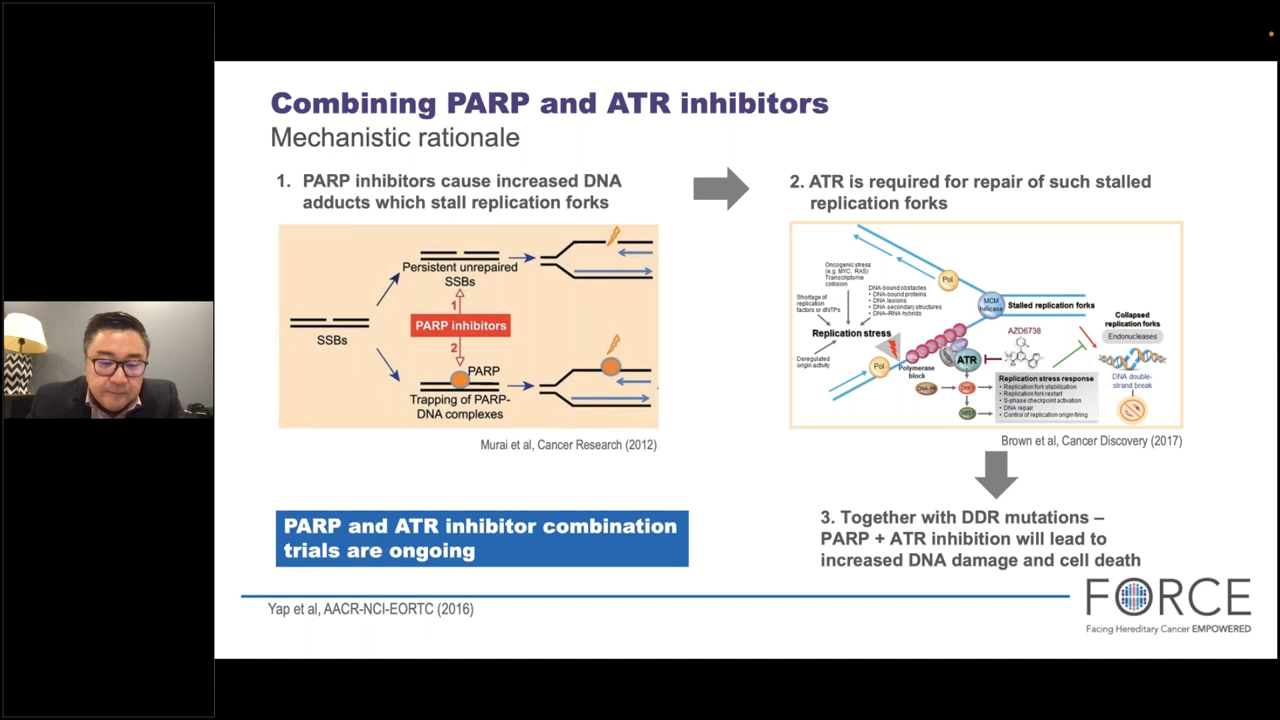 Combining PARP and ATR inhibitors
Mechanistic rationale
1. PARP inhibitors cause increased DNA
adducts which stall replication forks
Persistent unrepaired
SSBs
1
SSBs
PARP inhibitors
2
PARP
Trapping of PARP-
DNA complexes
Murai et al, Cancer Research (2012)
2. ATR is required for repair of such stalled
replication forks
Oncogenic stress
(e.g. MYC, RAS)
Transcriptome
collision
Shortage of
replication
factors or dNTPs
DNA-bound obstacles
• DNA-bound proteins
• DNA lesions
• DNA secondary structures
• DNA–RNA hybrids
Replication stress
Deregulated
origin activity
Pol
MCM
helicase
Stalled replication forks
Pol
Polymerase
block
ATR
AZD6738
Collapsed
replication forks
Endonucleases
DNA double-
strand break
DNA-PK
CHK1
WEE1
Replication stress response
• Replication fork stabilization
• Replication fork restart
• S-phase checkpoint activation
• DNA repair
• Control of replication origin firing
Brown et al, Cancer Discovery (2017)
3. Together with DDR mutations –
PARP + ATR inhibition will lead to
increased DNA damage and cell death
PARP and ATR inhibitor combination
trials are ongoing
Yap et al, AACR-NCI-EORTC (2016)
FORCE
Facing Hereditary Cancer EMPOWERED